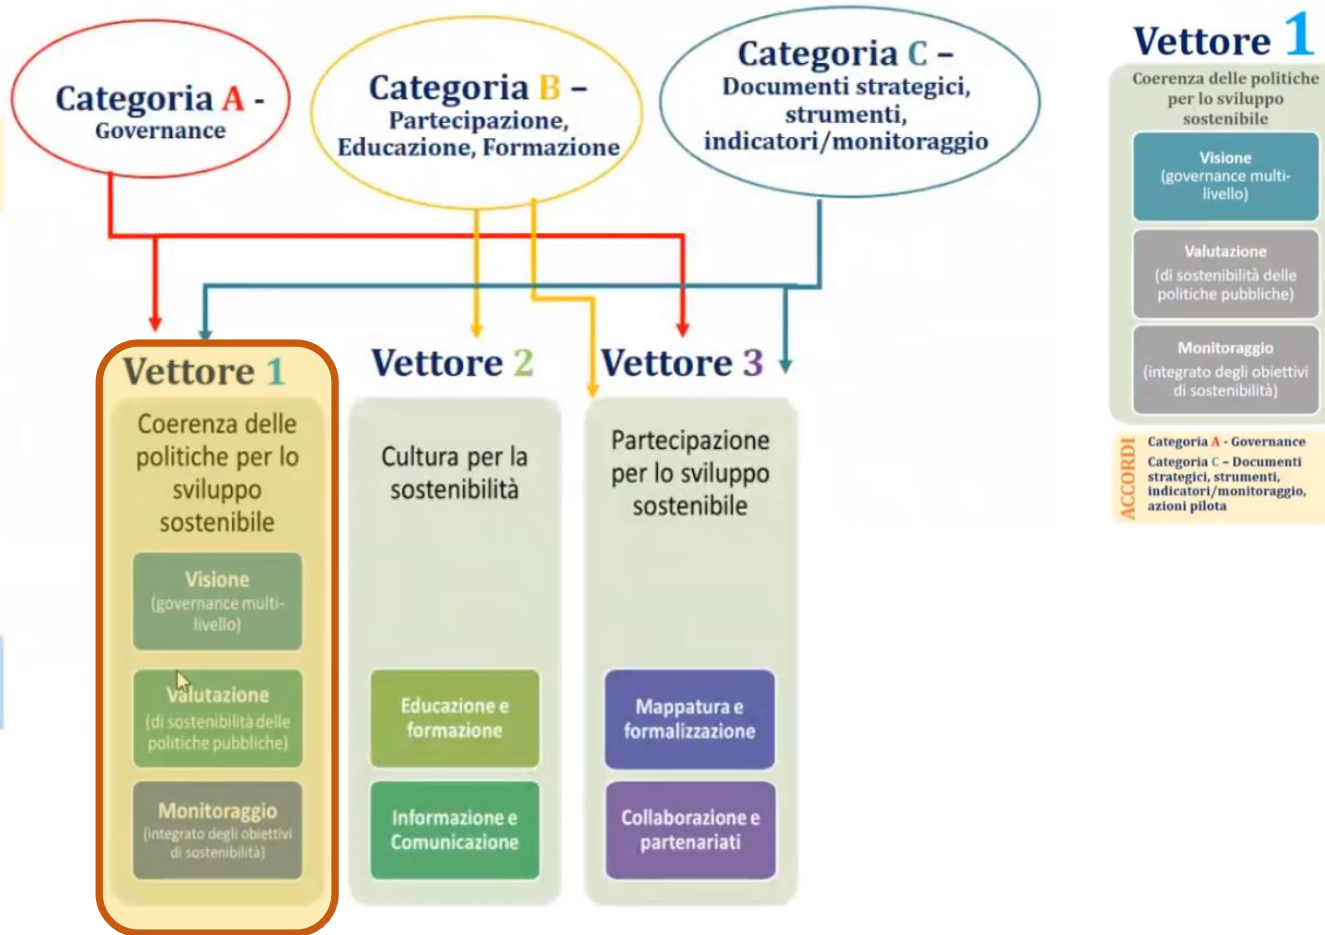 Categoria A -
Governance
Categoria B –
Partecipazione,
Educazione, Formazione
Categoria C –
Documenti strategici,
strumenti,
indicatori/monitoraggio
Vettore 1
Coerenza delle
politiche per lo
sviluppo
sostenibile
Visione
(governance multi-
livello)
Valutazione
(di sostenibilità delle
politiche pubbliche)
Monitoraggio
(integrato degli obiettivi
di sostenibilità)
Vettore 2
Cultura per la
sostenibilità
Educazione e
formazione
Informazione e
Comunicazione
Vettore 3
Partecipazione
per lo sviluppo
sostenibile
Mappatura e
formalizzazione
Collaborazione e
partenariati
Vettore 1
Coerenza delle politiche
per lo sviluppo
sostenibile
Visione
(governance multi-
livello)
Valutazione
(di sostenibilità delle
politiche pubbliche)
Monitoraggio
(integrato degli obiettivi
di sostenibilità)
ACCORDI
Categoria A - Governance
Categoria C – Documenti
strategici, strumenti,
indicatori/monitoraggio,
azioni pilota